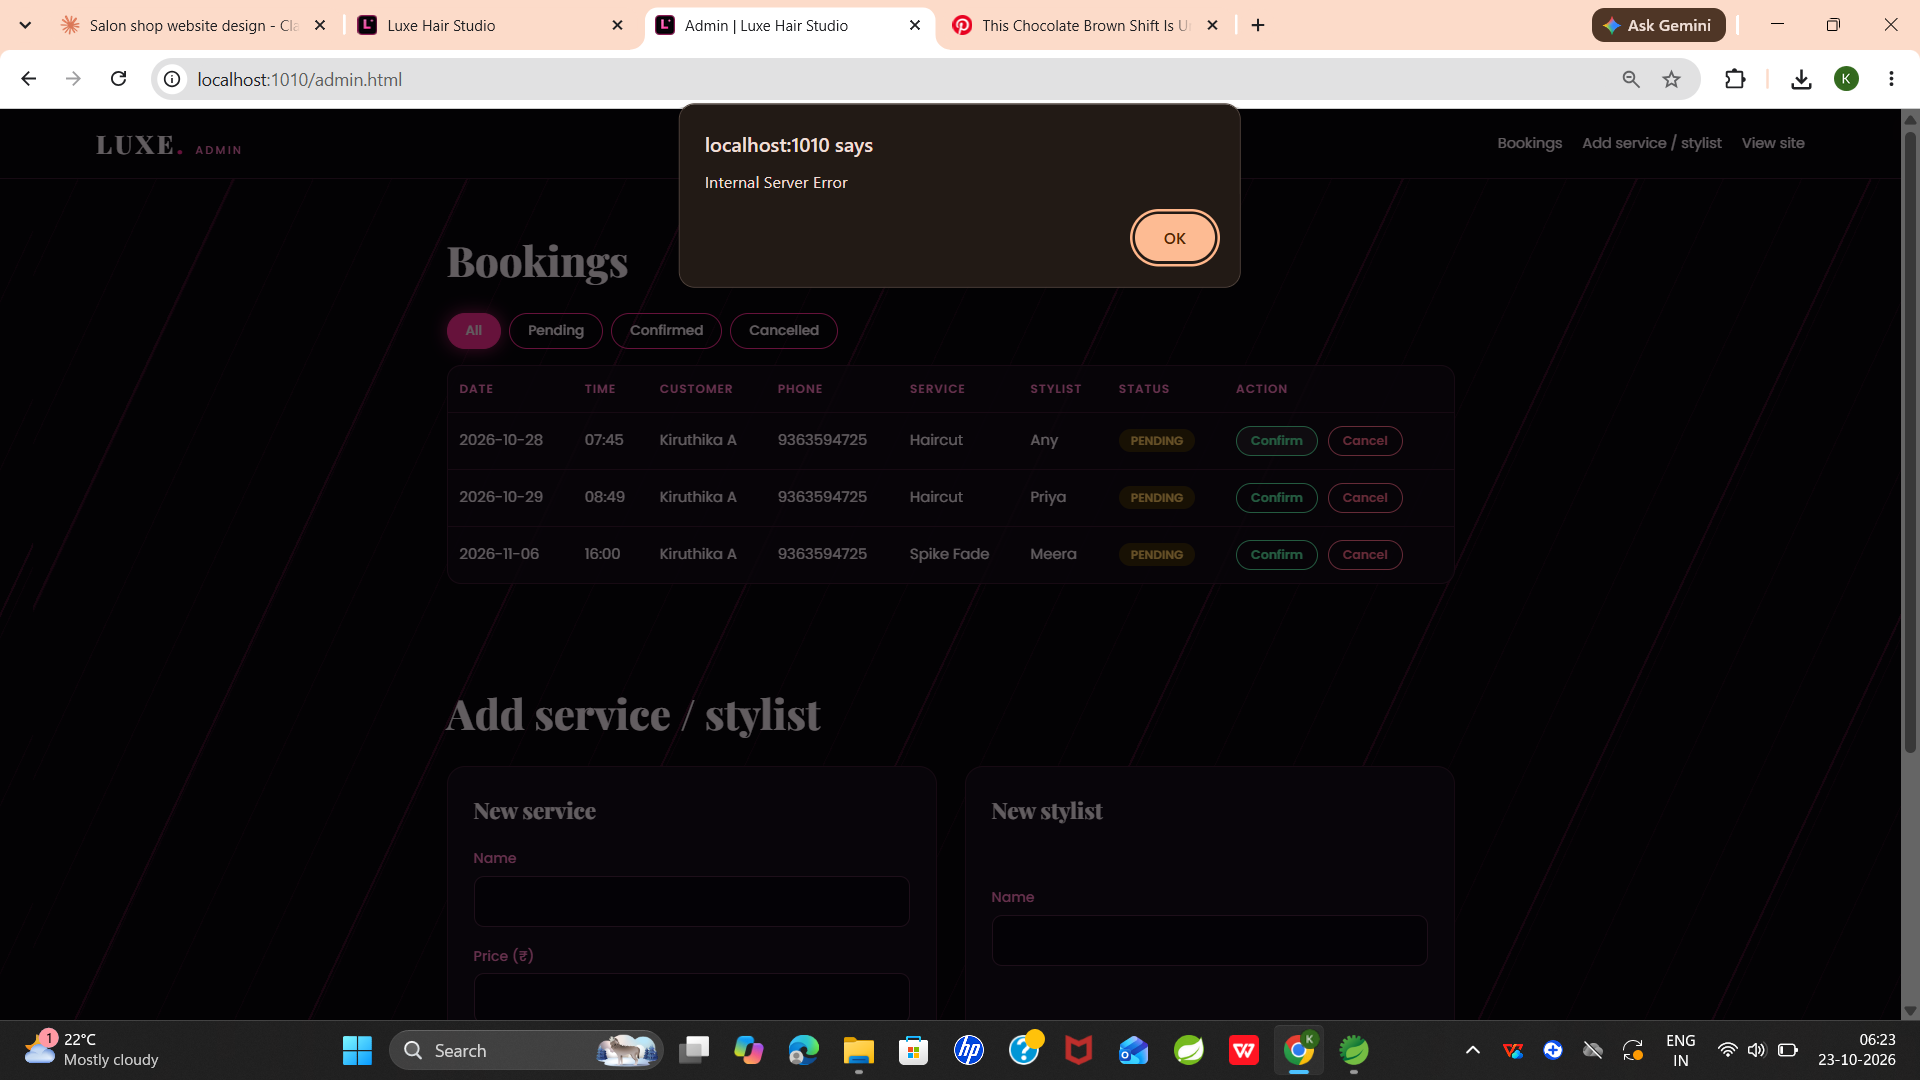 Salon shop website design - Cla
Luxe Hair Studio
Admin | Luxe Hair Studio
This Chocolate Brown Shift Is Un
Ask Gemini
localhost:1010/admin.html
K
LUXE. ADMIN
Bookings
Add service / stylist
View site
localhost:1010 says
Internal Server Error
OK
Bookings
All
Pending
Confirmed
Cancelled
DATE TIME CUSTOMER PHONE SERVICE STYLIST STATUS ACTION
2026-10-28 07:45 Kiruthika A 9363594725 Haircut Any PENDING Confirm Cancel
2026-10-29 08:49 Kiruthika A 9363594725 Haircut Priya PENDING Confirm Cancel
2026-11-06 16:00 Kiruthika A 9363594725 Spike Fade Meera PENDING Confirm Cancel
Add service / stylist
New service
Name
Price (₹)
New stylist
Name
1
22°C
Mostly cloudy
Search
hp
W
K
ENG
IN
06:23
23-10-2026